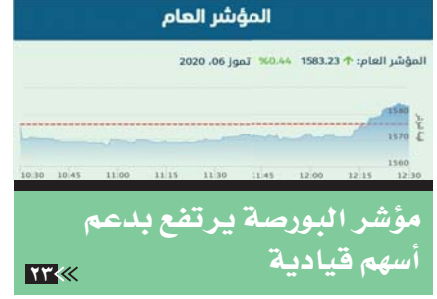 المؤشر العام
المؤشر العام: ↑ 1583.23 0.44% تموز 06، 2020
1580
1570
1560
10:30 10:45 11:00 11:15 11:30 11:45 12:00 12:15 12:30
مؤشر البورصة يرتفع بدعم
أسهم قيادية
٢٣